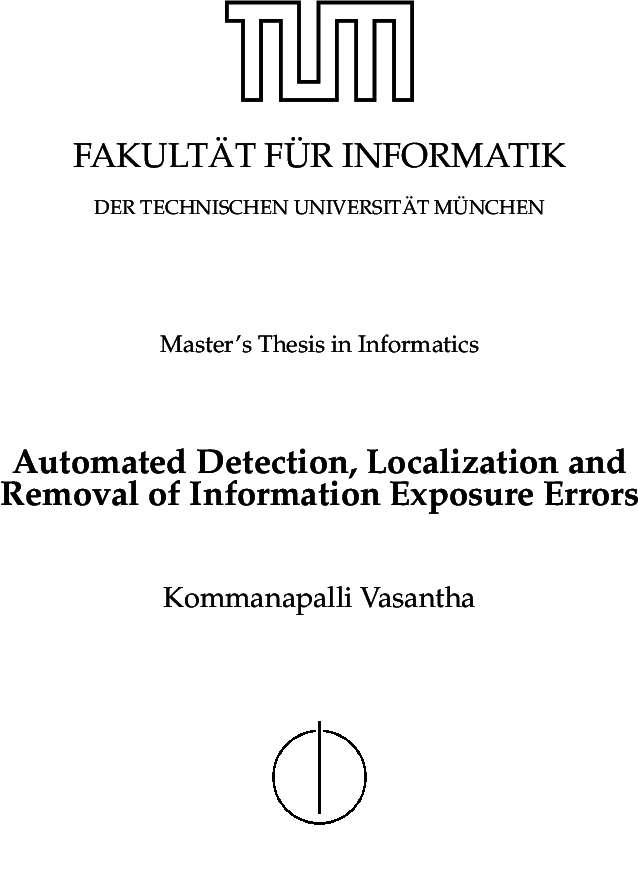 TUM
FAKULTÄT FÜR INFORMATIK
DER TECHNISCHEN UNIVERSITÄT MÜNCHEN
Master's Thesis in Informatics
Automated Detection, Localization and
Removal of Information Exposure Errors
Kommanapalli Vasantha